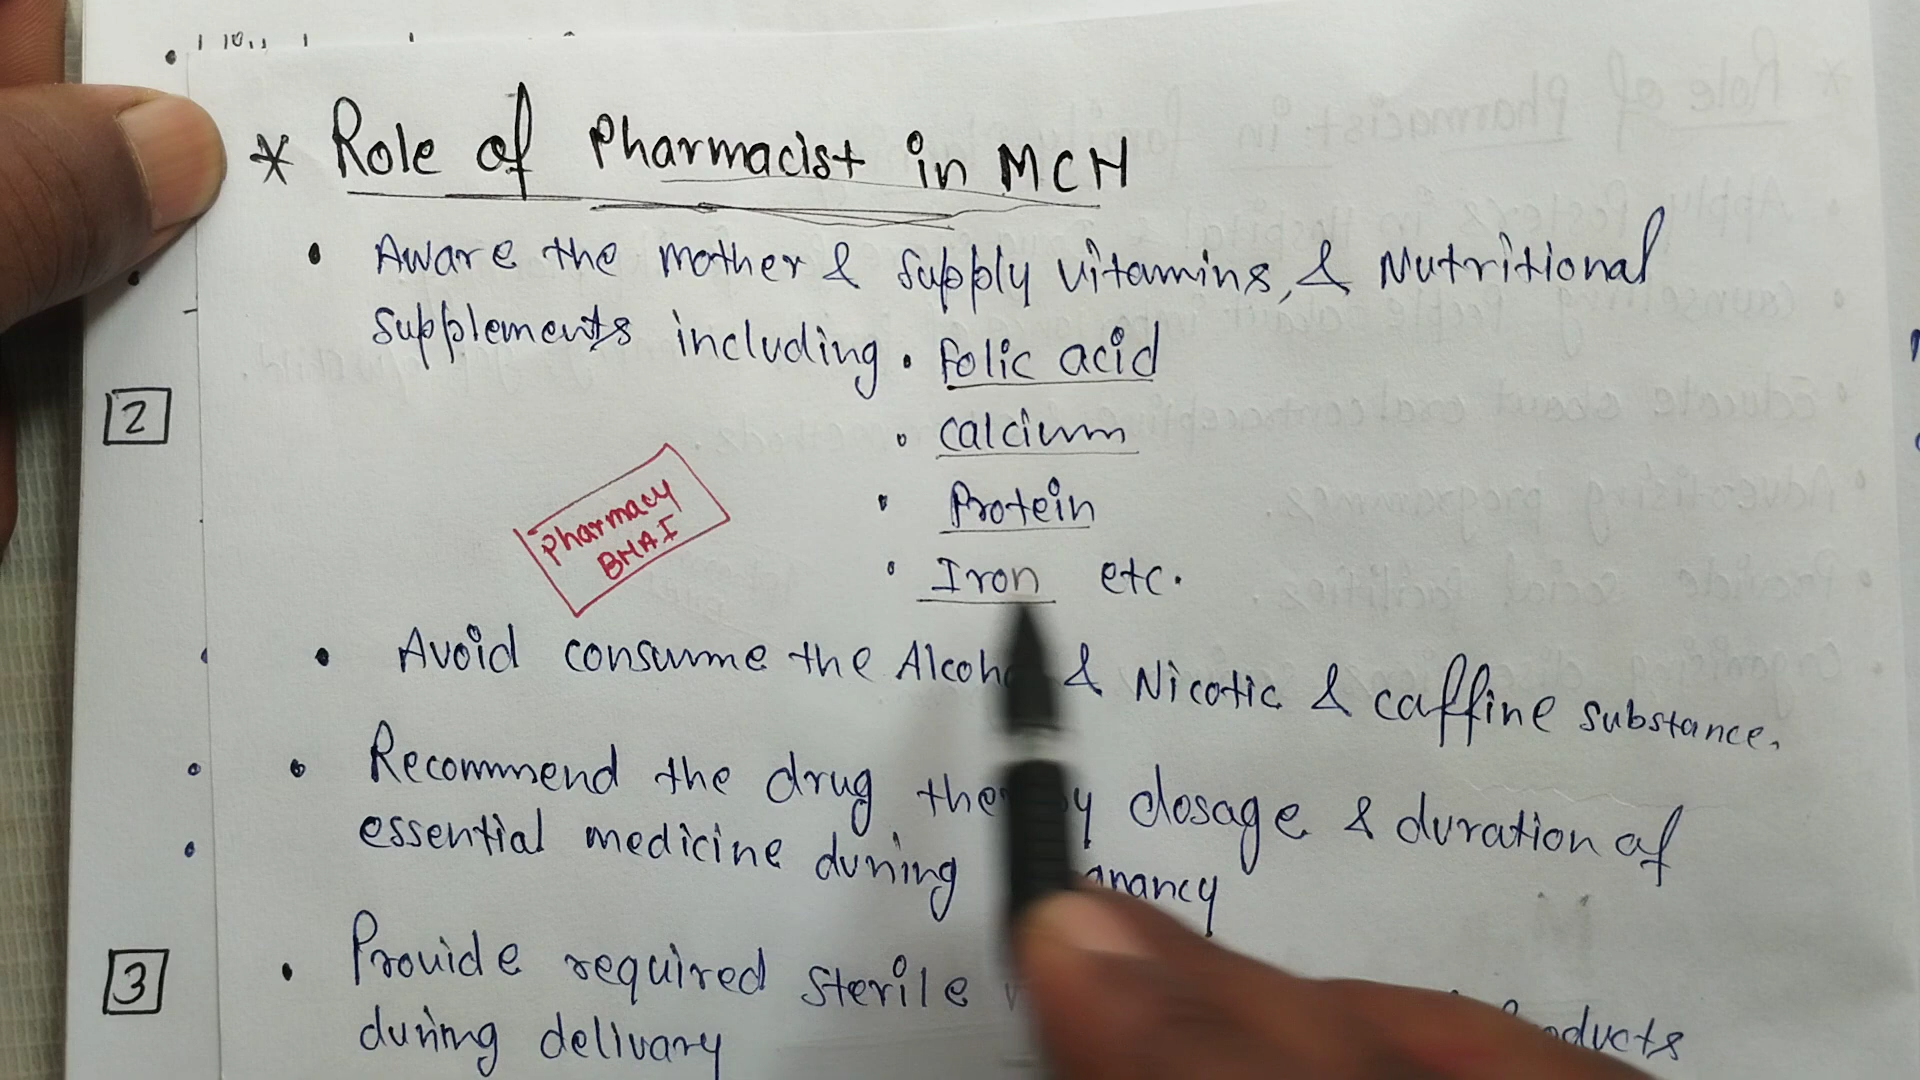 * Role of Pharmacist in MCH
• Aware the mother & supply vitamins, & Nutritional
supplements including • folic acid
• calcium
• Protein
• Iron etc.
2
Pharmacy
BHAI
• Avoid consume the & Nicotic & caffine substance.
• Recommend the drug dosage & duration of
essential medicine during
• Provide required sterile
during delivary
3